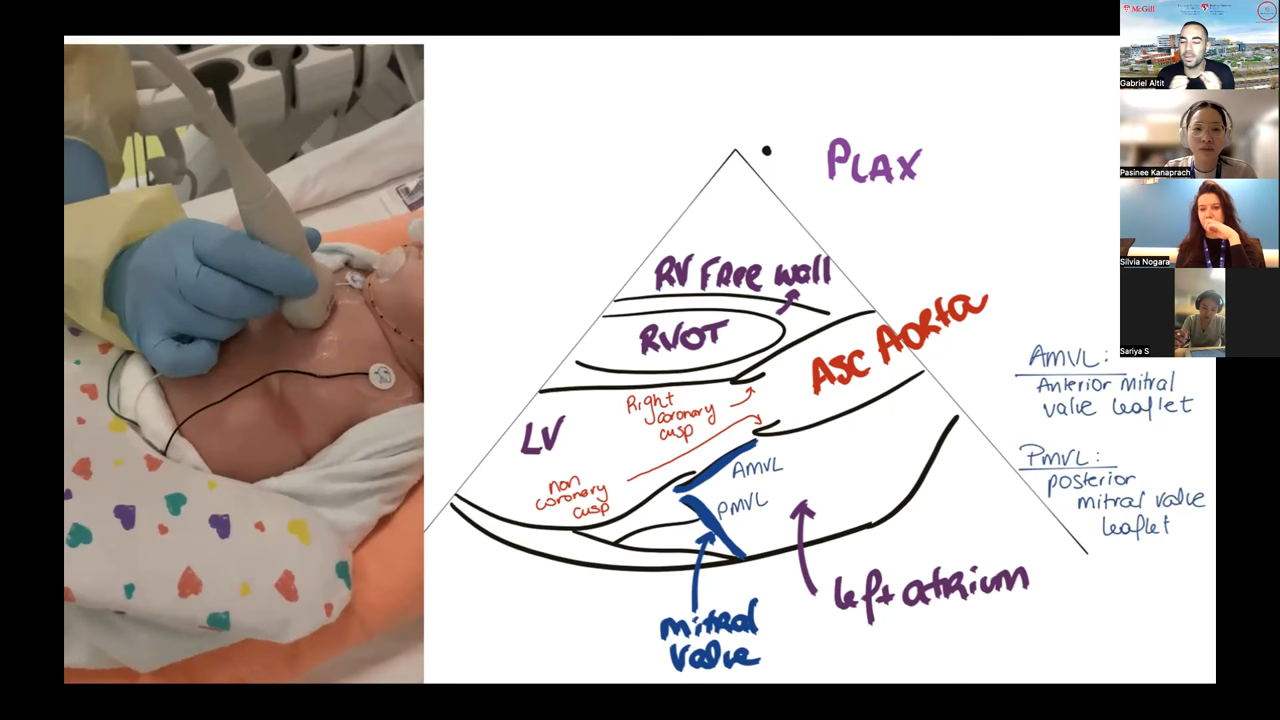 PLAX
RV Free wall
RVOT
Asc Aorta
Right
coronary
cusp
LV
non
coronary
cusp
AMVL
PMVL
mitral
valve
left atrium
AMVL:
Anterior mitral
valve leaflet
PMVL:
posterior
mitral valve
leaflet
McGill
Gabriel Altit
Pasinee Kanaprach
Silvia Nogara
Sariya S